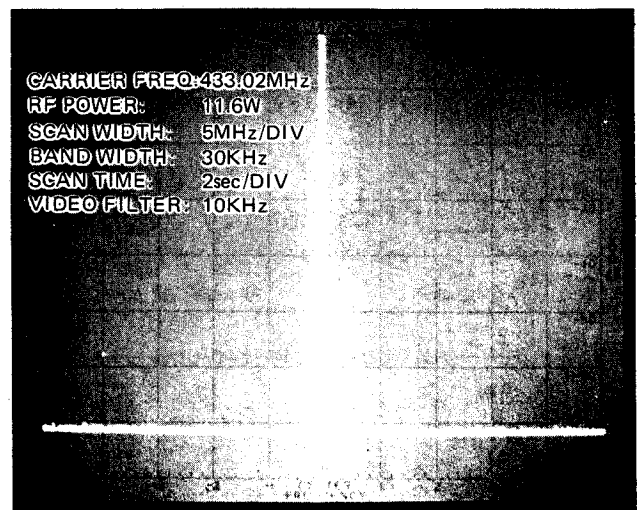 CARRIER FREQ:433.02MHz
RF POWER: 11.6W
SCAN WIDTH: 5MHz/DIV
BAND WIDTH: 30KHz
SCAN TIME: 2sec/DIV
VIDEO FILTER: 10KHz